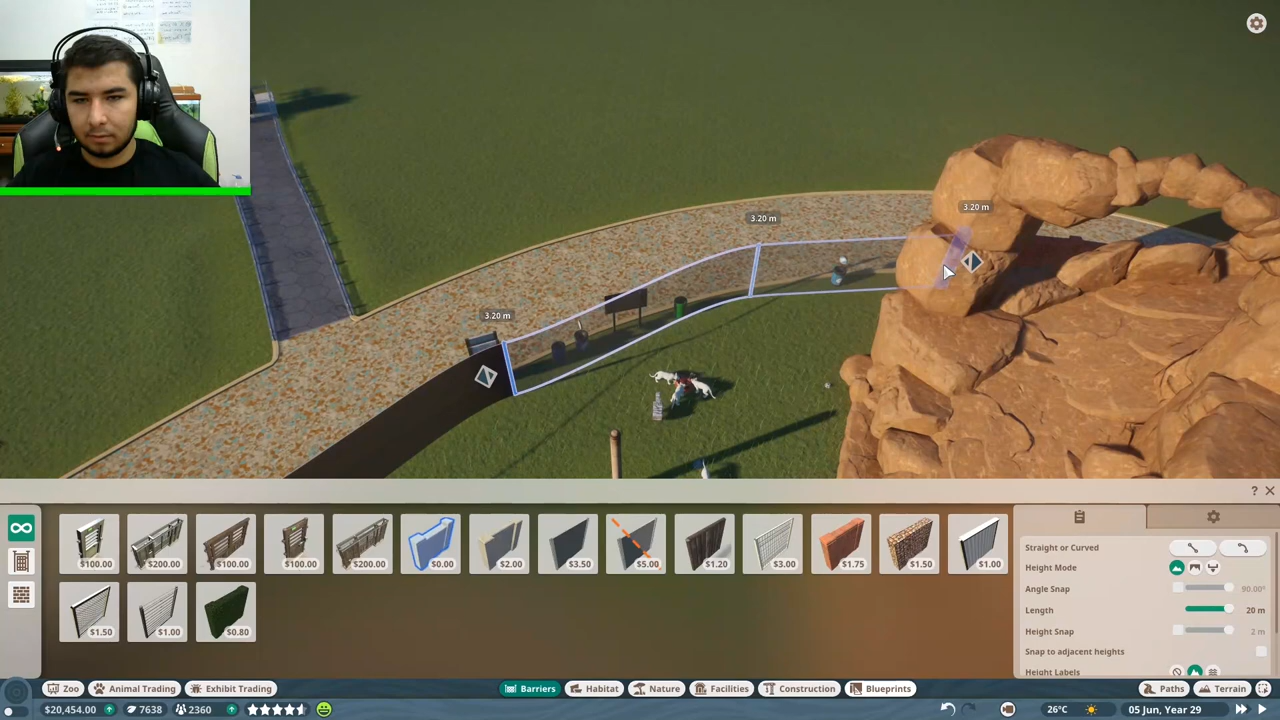 3.20 m
3.20 m
3.20 m
? ×
$100.00 $200.00 $100.00 $100.00 $200.00 $0.00 $2.00 $3.50 $5.00 $1.20 $3.00 $1.75 $1.50 $1.00
$1.50 $1.00 $0.80
Straight or Curved
Height Mode
Angle Snap 90.00°
Length 20 m
Height Snap 2 m
Snap to adjacent heights
Height Labels
Zoo Animal Trading Exhibit Trading Barriers Habitat Nature Facilities Construction Blueprints Paths Terrain
$20,454.00 7638 2360 26°C 05 Jun, Year 29